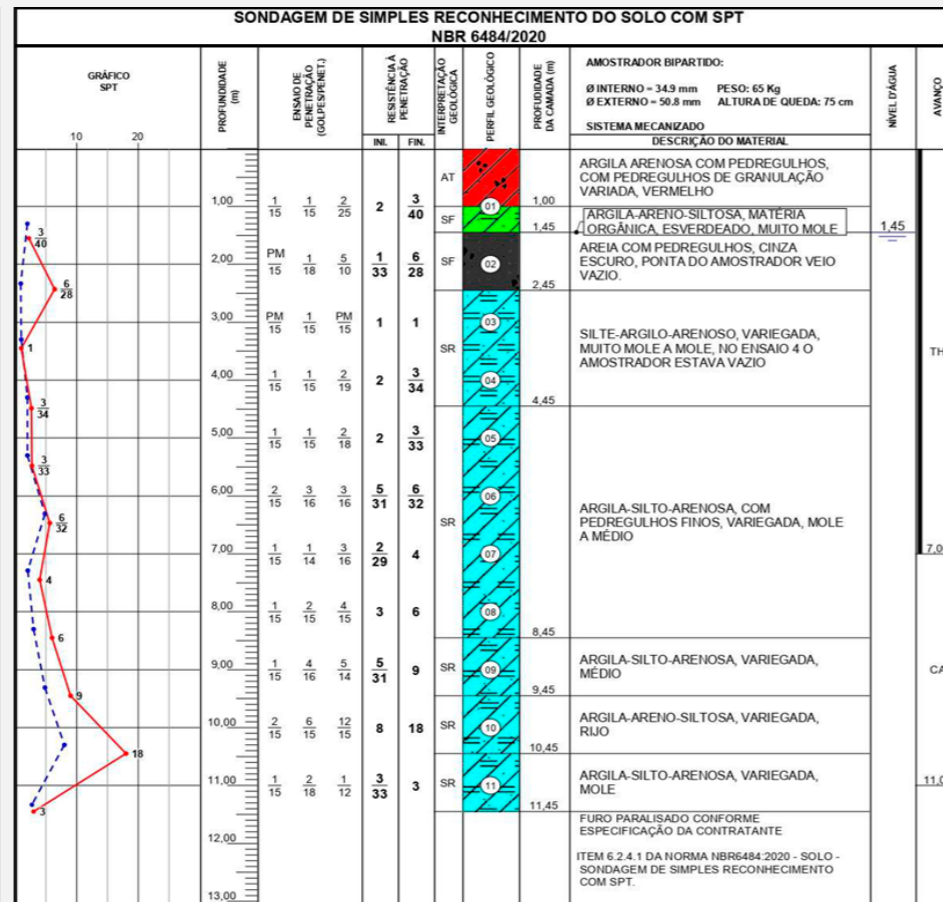 SONDAGEM DE SIMPLES RECONHECIMENTO DO SOLO COM SPT
NBR 6484/2020
GRÁFICO
SPT
10 20
PROFUNDIDADE
(m)
ENSAIO DE
PENETRAÇÃO
(GOLPES/PENET.)
RESISTÊNCIA À
PENETRAÇÃO
INI. FIN.
INTERPRETAÇÃO
GEOLÓGICA
PERFIL GEOLÓGICO
PROFUDIDADE
DA CAMADA (m)
AMOSTRADOR BIPARTIDO:
Ø INTERNO = 34.9 mm PESO: 65 Kg
Ø EXTERNO = 50.8 mm ALTURA DE QUEDA: 75 cm
SISTEMA MECANIZADO
DESCRIÇÃO DO MATERIAL
NÍVEL D'ÁGUA
AVANÇO
AT
ARGILA ARENOSA COM PEDREGULHOS,
COM PEDREGULHOS DE GRANULAÇÃO
VARIADA, VERMELHO
1,00 1/15 1/15 2/25 2 3/40 01 1,00
SF
ARGILA-ARENO-SILTOSA, MATÉRIA
ORGÂNICA, ESVERDEADO, MUITO MOLE
1,45
1,45
3/40
2,00 PM/15 1/18 5/10 1/33 6/28 SF 02
AREIA COM PEDREGULHOS, CINZA
ESCURO, PONTA DO AMOSTRADOR VEIO
VAZIO.
2,45
6/28
3,00 PM/15 1/15 PM/15 1 1 03
SR
SILTE-ARGILO-ARENOSO, VARIEGADA,
MUITO MOLE A MOLE, NO ENSAIO 4 O
AMOSTRADOR ESTAVA VAZIO
TH
1
4,00 1/15 1/15 2/19 2 3/34 04
4,45
3/34
5,00 1/15 1/15 2/18 2 3/33 05
3/33
6,00 2/15 3/16 3/16 5/31 6/32 06
SR
ARGILA-SILTO-ARENOSA, COM
PEDREGULHOS FINOS, VARIEGADA, MOLE
A MÉDIO
6/32
7,00 1/15 1/14 3/16 2/29 4 07
7,00
4
8,00 1/15 2/15 4/15 3 6 08
8,45
6
9,00 1/15 4/16 5/14 5/31 9 SR 09
ARGILA-SILTO-ARENOSA, VARIEGADA,
MÉDIO
CA
9,45
9
10,00 2/15 6/15 12/15 8 18 SR 10
ARGILA-ARENO-SILTOSA, VARIEGADA,
RIJO
10,45
18
11,00 1/15 2/18 1/12 3/33 3 SR 11
ARGILA-SILTO-ARENOSA, VARIEGADA,
MOLE
11,0
11,45
3
12,00
FURO PARALISADO CONFORME
ESPECIFICAÇÃO DA CONTRATANTE
ITEM 6.2.4.1 DA NORMA NBR6484:2020 - SOLO -
SONDAGEM DE SIMPLES RECONHECIMENTO
COM SPT.
13,00